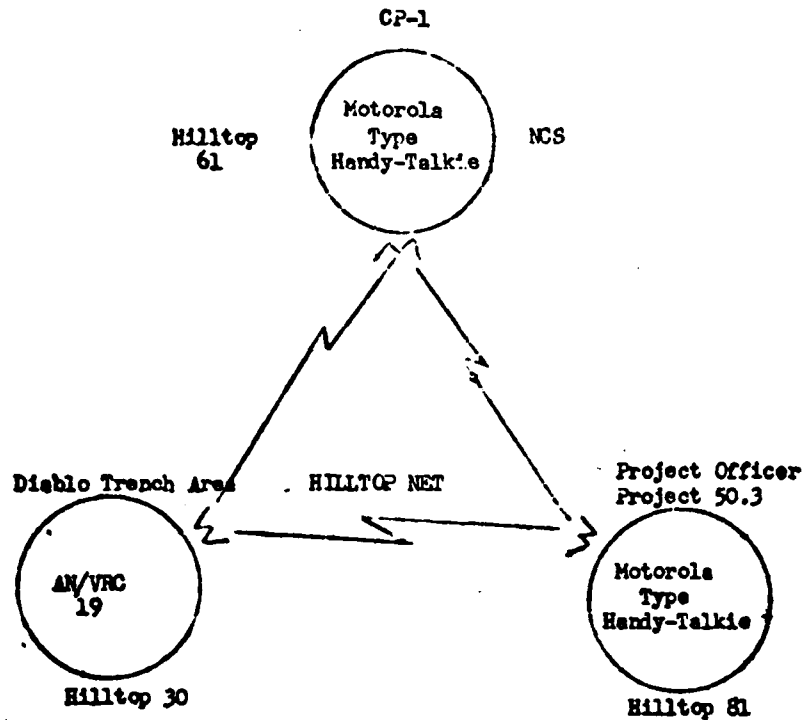 CP-1
Motorola
Type
Handy-Talkie
Hilltop
61
NCS
Diablo Trench Area
HILLTOP NET
Project Officer
Project 50.3
AN/VRC
19
Motorola
Type
Handy-Talkie
Hilltop 30
Hilltop 81